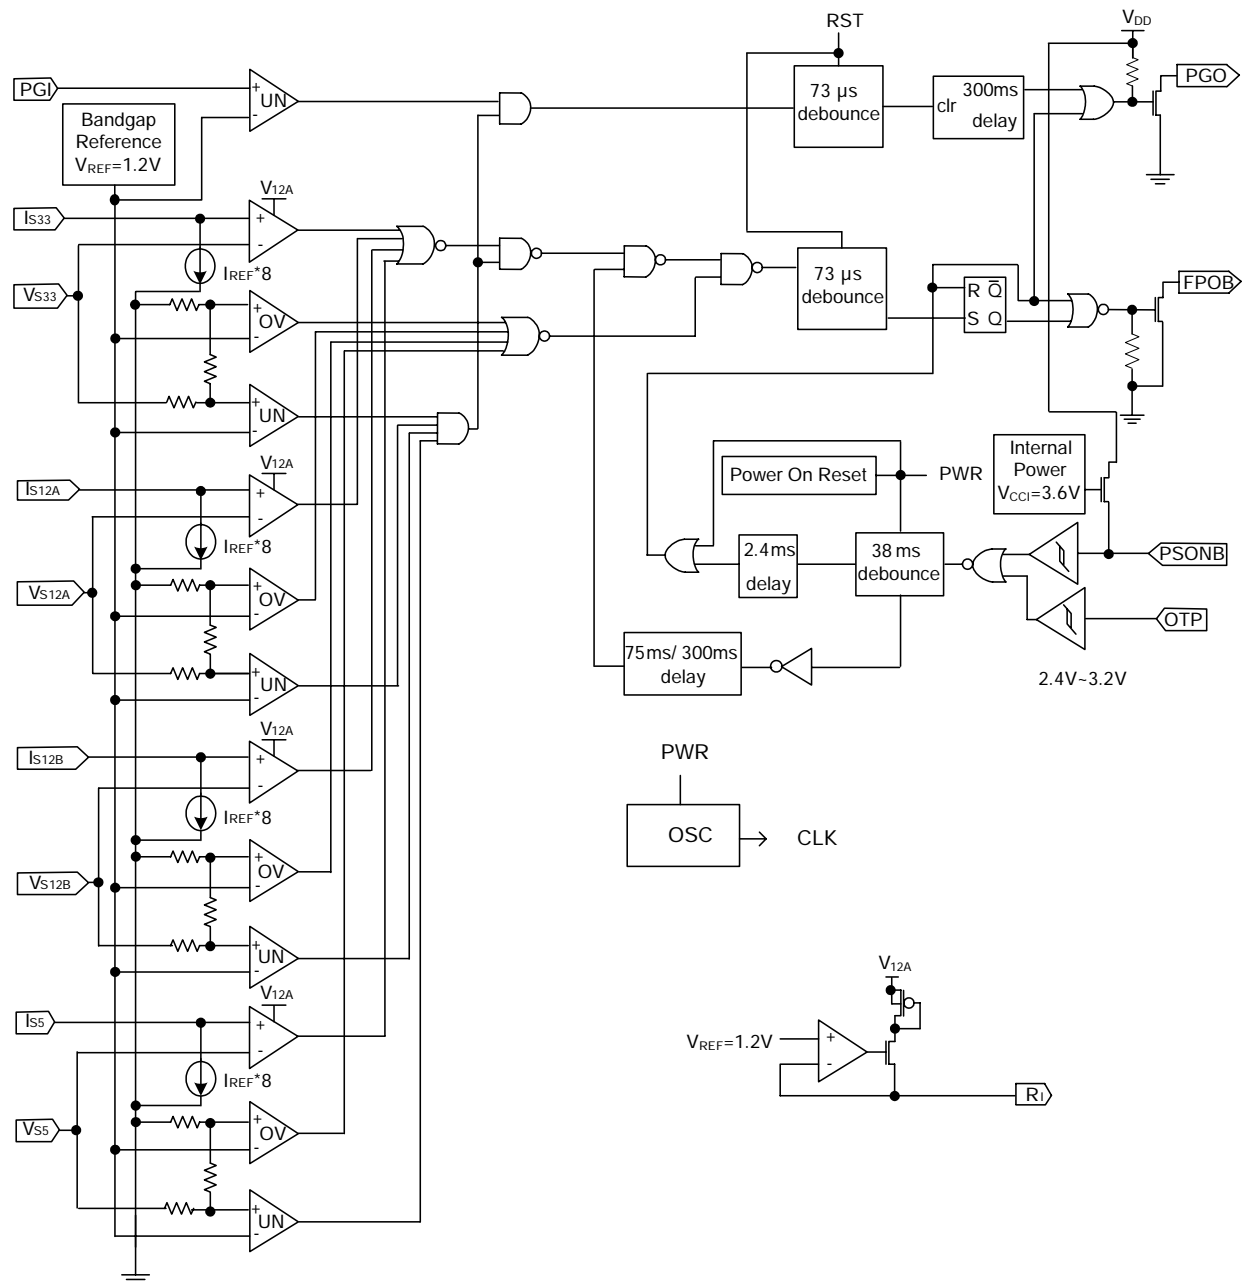 RST
VDD
PGI
+
-
UN
73 µs
debounce
clr
300ms
delay
PGO
Bandgap
Reference
VREF=1.2V
V12A
IS33
+
-
IREF*8
VS33
+
OV
-
73 µs
debounce
R Q̅
S Q
FPOB
+
UN
-
V12A
IS12A
+
-
IREF*8
VS12A
+
OV
-
+
UN
-
Power On Reset
PWR
Internal
Power
VCCI=3.6V
2.4ms
delay
38 ms
debounce
PSONB
OTP
75ms/ 300ms
delay
2.4V~3.2V
V12A
IS12B
+
-
IREF*8
VS12B
+
OV
-
+
UN
-
PWR
OSC
CLK
V12A
IS5
+
-
IREF*8
VS5
+
OV
-
+
UN
-
V12A
VREF=1.2V
+
-
RI